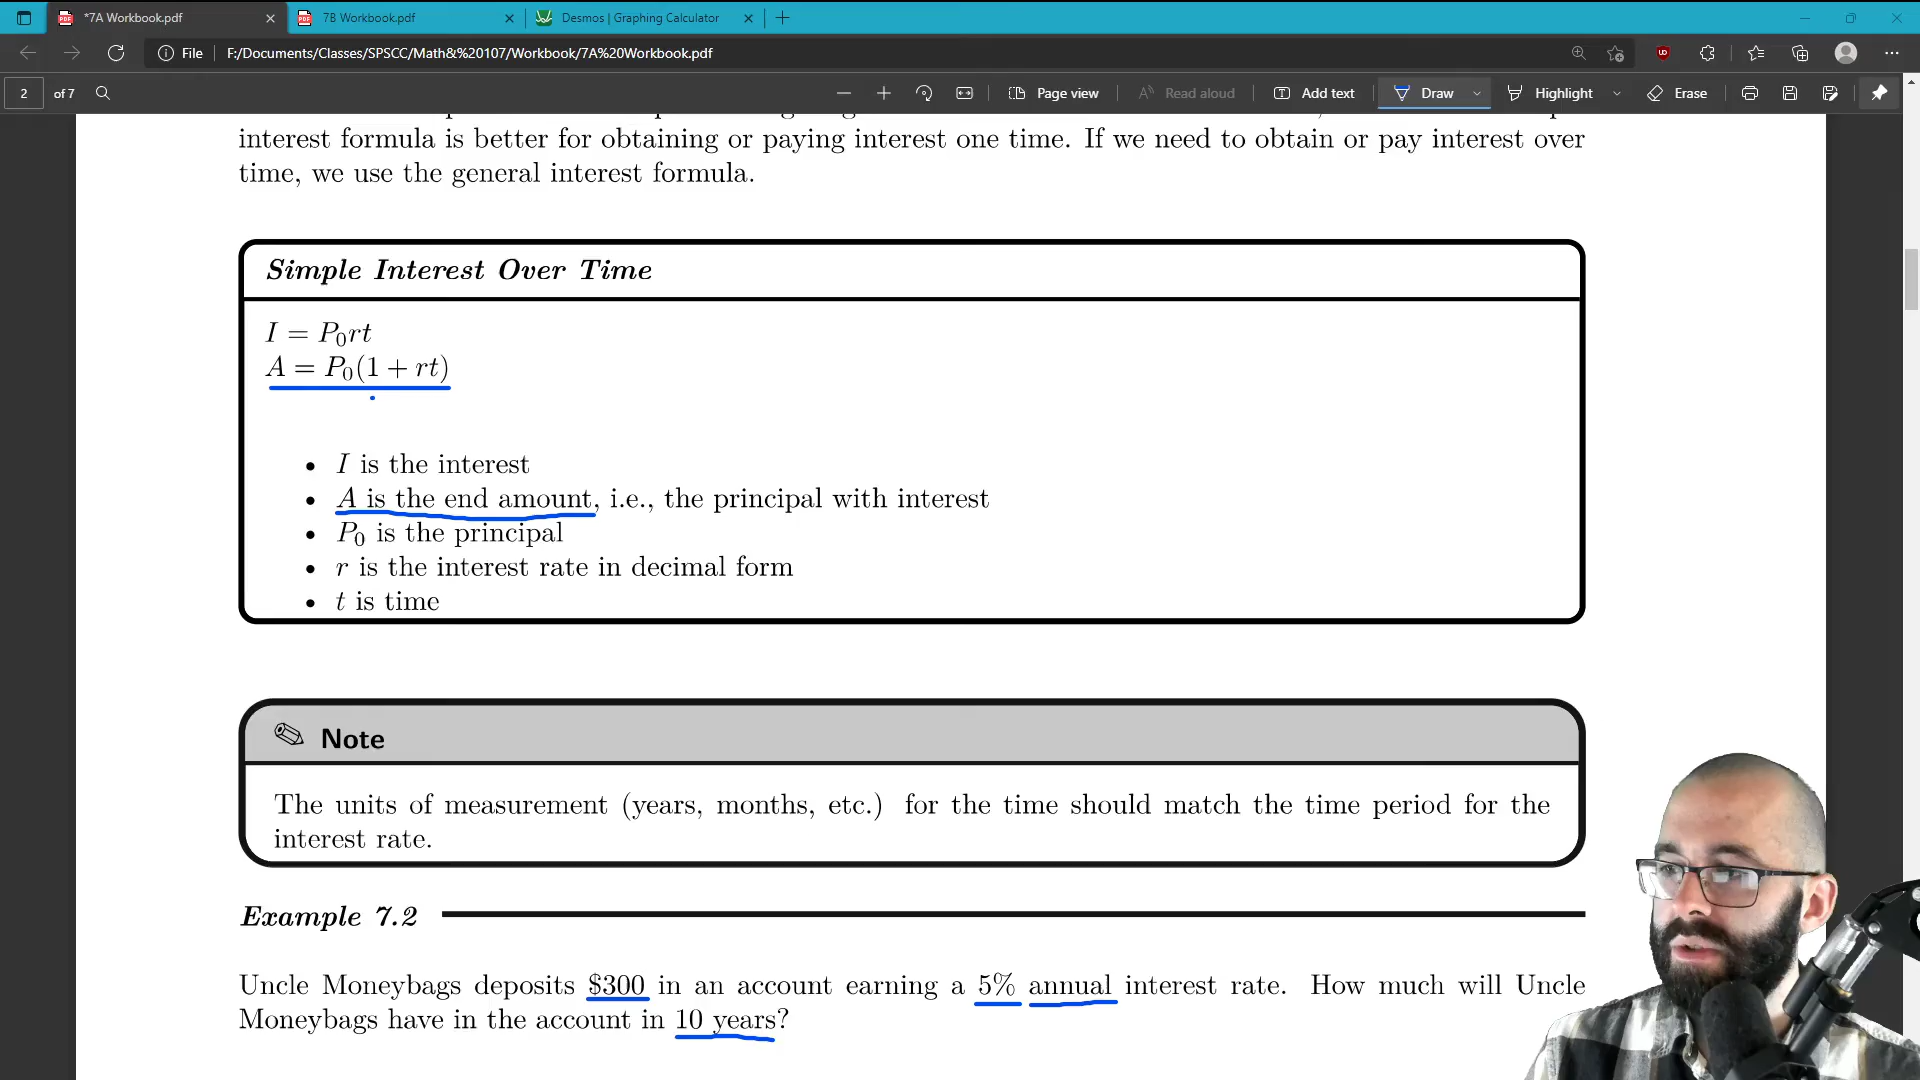 *7A Workbook.pdf
7B Workbook.pdf
Desmos | Graphing Calculator
File
F:/Documents/Classes/SPSCC/Math&%20107/Workbook/7A%20Workbook.pdf
2 of 7
Page view
Read aloud
Add text
Draw
Highlight
Erase
interest formula is better for obtaining or paying interest one time. If we need to obtain or pay interest over
time, we use the general interest formula.
Simple Interest Over Time
I = P₀rt
A = P₀(1 + rt)
• I is the interest
• A is the end amount, i.e., the principal with interest
• P₀ is the principal
• r is the interest rate in decimal form
• t is time
Note
The units of measurement (years, months, etc.) for the time should match the time period for the
interest rate.
Example 7.2
Uncle Moneybags deposits $300 in an account earning a 5% annual interest rate. How much will Uncle
Moneybags have in the account in 10 years?